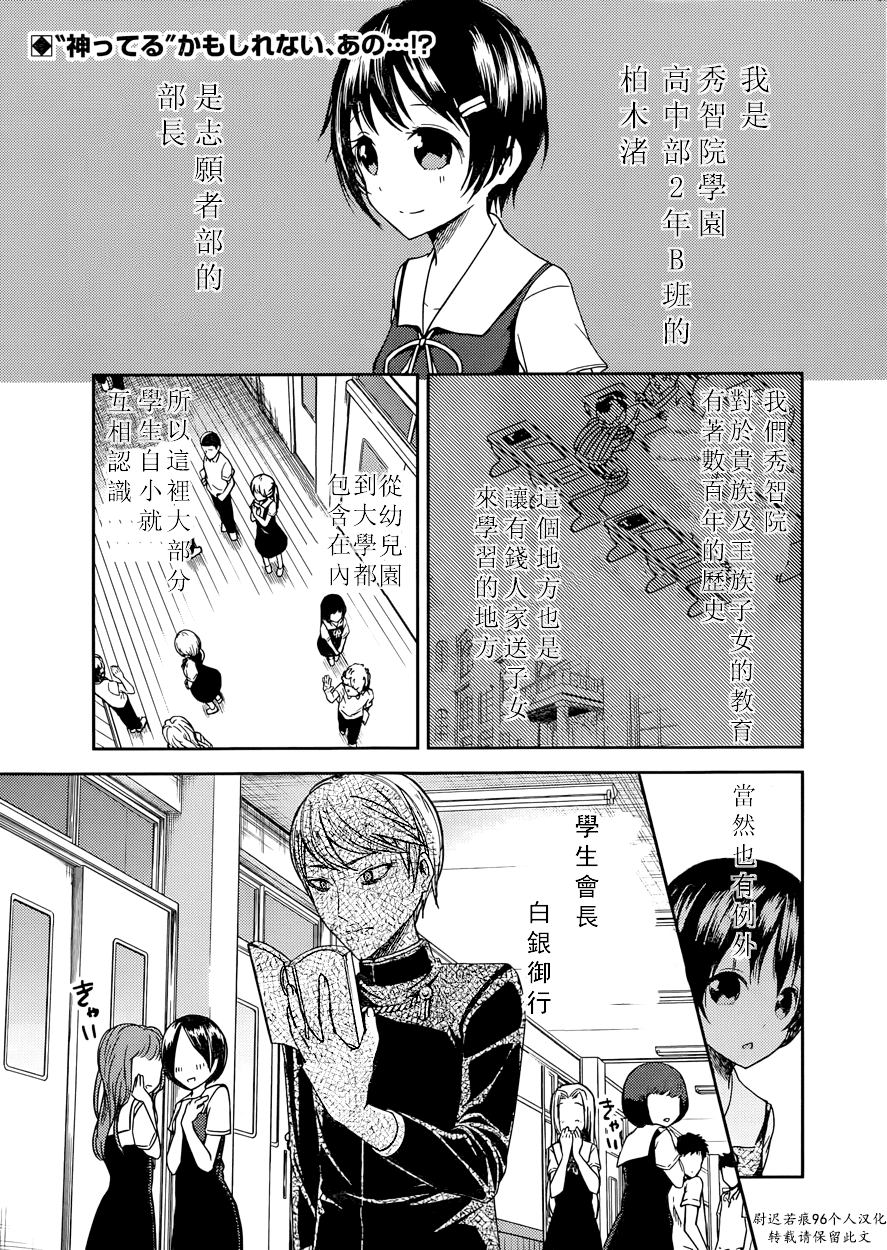 “神ってる”かもしれない、あの…!?
我是
秀智院學園
高中部2年B班的
柏木渚
是志願者部的
部長
我們秀智院
對於貴族及王族子女的教育
有著數百年的歷史
這個地方也是
讓有錢人家送子女
來學習的地方
從幼兒園
到大學都
包含在內
所以這裡大部分
學生自小就
互相認識
當然也有例外
學生會長
白銀御行
きゃい
きゃい
尉迟若痕96个人汉化
转载请保留此文